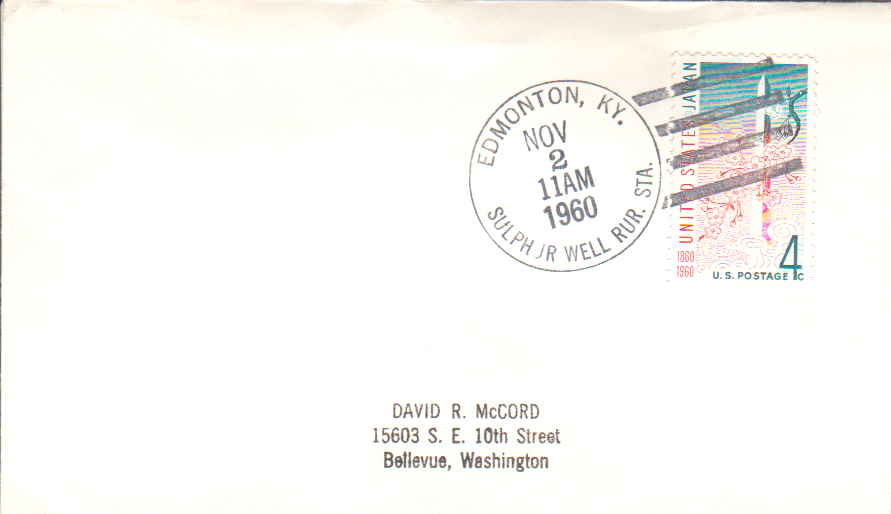 EDMONTON, KY.
NOV
2
11AM
1960
SULPHUR WELL RUR. STA.
UNITED STATES JAPAN
1860
1960
U.S. POSTAGE 4c
DAVID R. McCORD
15603 S. E. 10th Street
Bellevue, Washington